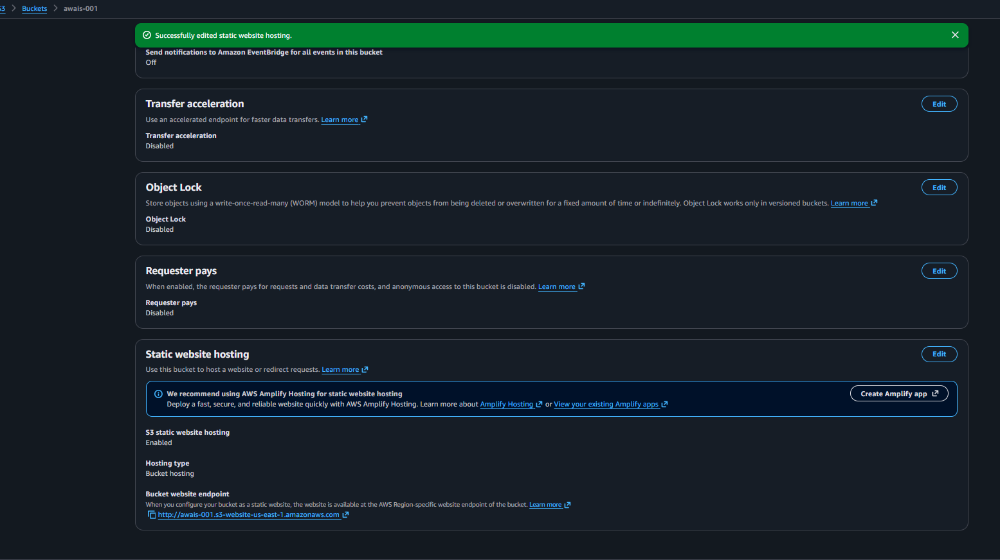 S3 > Buckets > awais-001
Successfully edited static website hosting.
Send notifications to Amazon EventBridge for all events in this bucket
Off
Transfer acceleration
Edit
Use an accelerated endpoint for faster data transfers. Learn more
Transfer acceleration
Disabled
Object Lock
Edit
Store objects using a write-once-read-many (WORM) model to help you prevent objects from being deleted or overwritten for a fixed amount of time or indefinitely. Object Lock works only in versioned buckets. Learn more
Object Lock
Disabled
Requester pays
Edit
When enabled, the requester pays for requests and data transfer costs, and anonymous access to this bucket is disabled. Learn more
Requester pays
Disabled
Static website hosting
Edit
Use this bucket to host a website or redirect requests. Learn more
We recommend using AWS Amplify Hosting for static website hosting
Create Amplify app
Deploy a fast, secure, and reliable website quickly with AWS Amplify Hosting. Learn more about Amplify Hosting or View your existing Amplify apps
S3 static website hosting
Enabled
Hosting type
Bucket hosting
Bucket website endpoint
When you configure your bucket as a static website, the website is available at the AWS Region-specific website endpoint of the bucket. Learn more
http://awais-001.s3-website-us-east-1.amazonaws.com